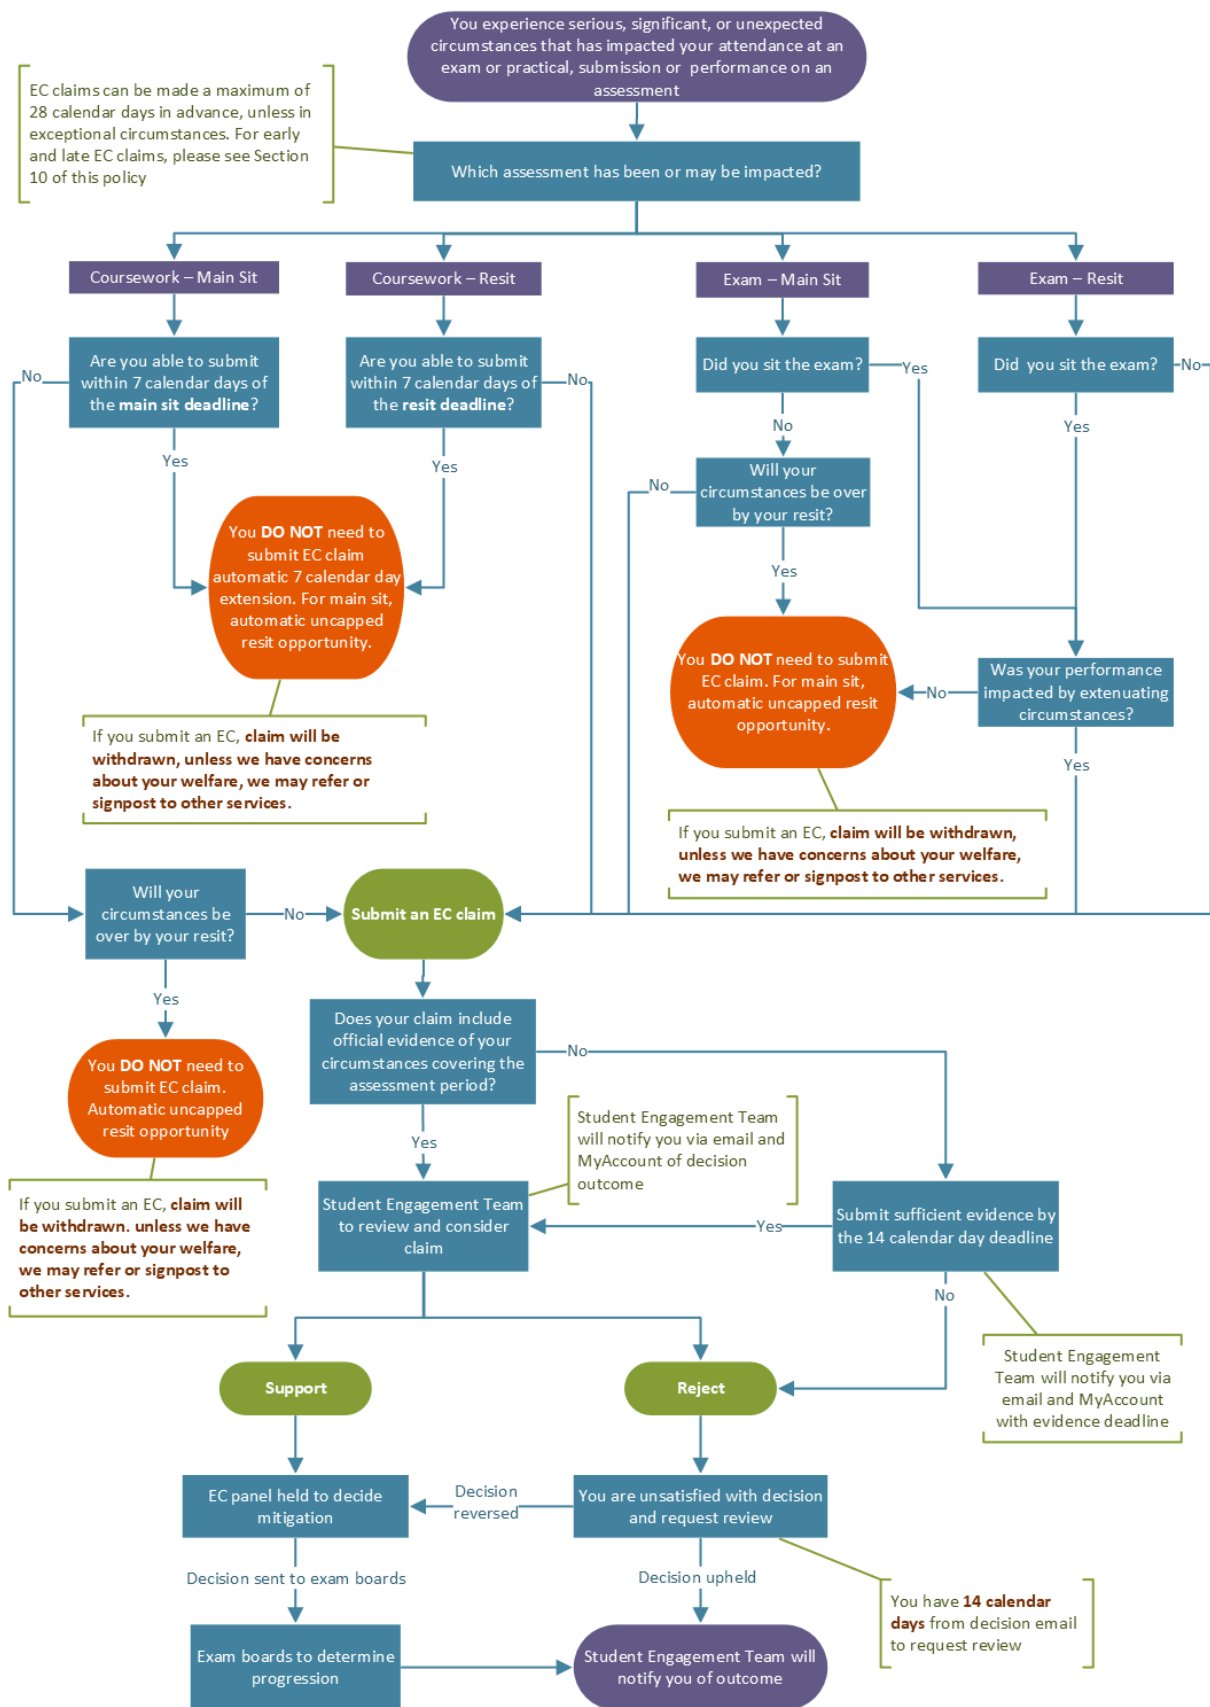 You experience serious, significant, or unexpected
circumstances that has impacted your attendance at an
exam or practical, submission or performance on an
assessment
EC claims can be made a maximum of
28 calendar days in advance, unless in
exceptional circumstances. For early
and late EC claims, please see Section
10 of this policy
Which assessment has been or may be impacted?
Coursework – Main Sit
Coursework – Resit
Exam – Main Sit
Exam – Resit
Are you able to submit
within 7 calendar days of
the main sit deadline?
No
Yes
Are you able to submit
within 7 calendar days of
the resit deadline?
No
Yes
Did you sit the exam?
Yes
No
Did you sit the exam?
No
Yes
Will your
circumstances be over
by your resit?
No
Yes
You DO NOT need to
submit EC claim
automatic 7 calendar day
extension. For main sit,
automatic uncapped
resit opportunity.
You DO NOT need to submit
EC claim. For main sit,
automatic uncapped resit
opportunity.
No
Was your performance
impacted by extenuating
circumstances?
Yes
If you submit an EC, claim will be
withdrawn, unless we have concerns
about your welfare, we may refer or
signpost to other services.
If you submit an EC, claim will be withdrawn,
unless we have concerns about your welfare,
we may refer or signpost to other services.
Will your
circumstances be
over by your resit?
No
Submit an EC claim
Yes
You DO NOT need to
submit EC claim.
Automatic uncapped
resit opportunity
Does your claim include
official evidence of your
circumstances covering the
assessment period?
No
Yes
Student Engagement Team
will notify you via email and
MyAccount of decision
outcome
If you submit an EC, claim will
be withdrawn. unless we have
concerns about your welfare,
we may refer or signpost to
other services.
Student Engagement Team
to review and consider
claim
Yes
Submit sufficient evidence by
the 14 calendar day deadline
No
Student Engagement
Team will notify you via
email and MyAccount
with evidence deadline
Support
Reject
EC panel held to decide
mitigation
Decision
reversed
You are unsatisfied with decision
and request review
Decision sent to exam boards
Decision upheld
You have 14 calendar
days from decision email
to request review
Exam boards to determine
progression
Student Engagement Team will
notify you of outcome